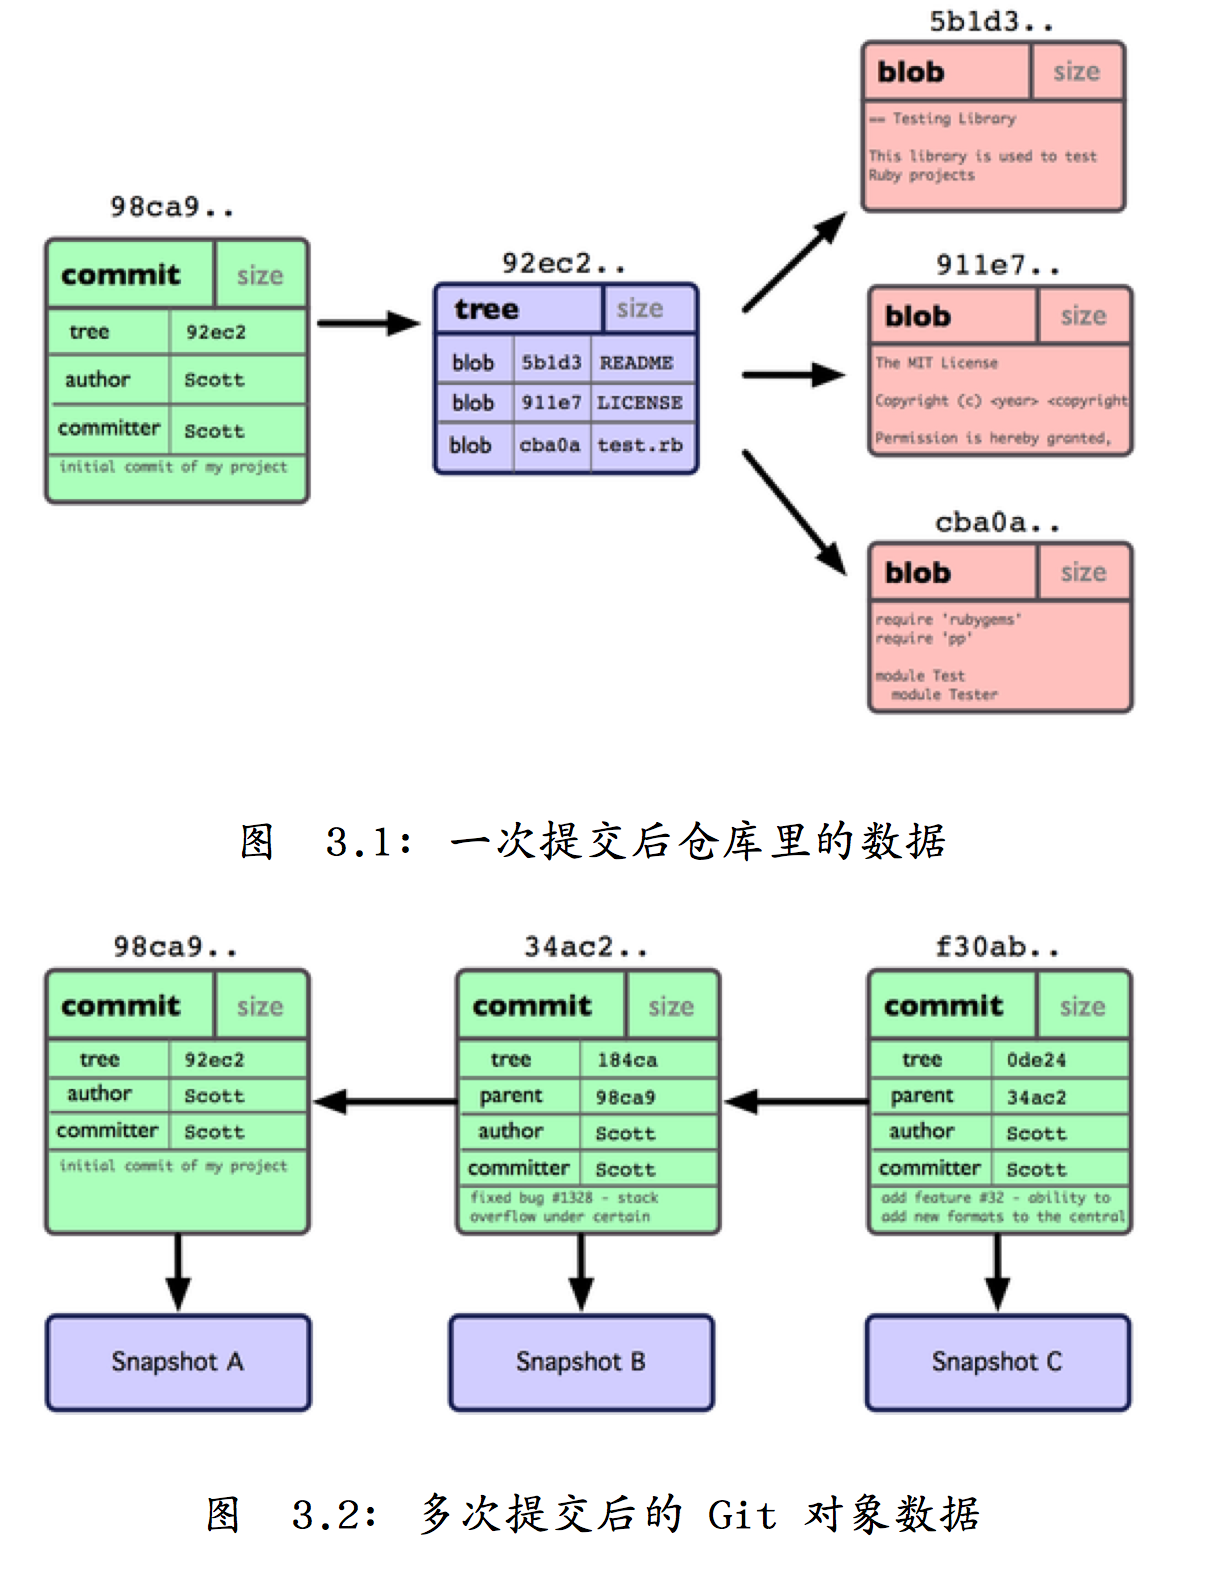 98ca9..
commit size
tree 92ec2
author Scott
committer Scott
initial commit of my project
92ec2..
tree size
blob 5b1d3 README
blob 911e7 LICENSE
blob cba0a test.rb
5b1d3..
blob size
== Testing Library
This library is used to test
Ruby projects
911e7..
blob size
The MIT License
Copyright (c) <year> <copyright
Permission is hereby granted,
cba0a..
blob size
require 'rubygems'
require 'pp'
module Test
module Tester
图 3.1: 一次提交后仓库里的数据
98ca9..
commit size
tree 92ec2
author Scott
committer Scott
initial commit of my project
Snapshot A
34ac2..
commit size
tree 184ca
parent 98ca9
author Scott
committer Scott
fixed bug #1328 - stack
overflow under certain
Snapshot B
f30ab..
commit size
tree 0de24
parent 34ac2
author Scott
committer Scott
add feature #32 - ability to
add new formats to the central
Snapshot C
图 3.2: 多次提交后的 Git 对象数据